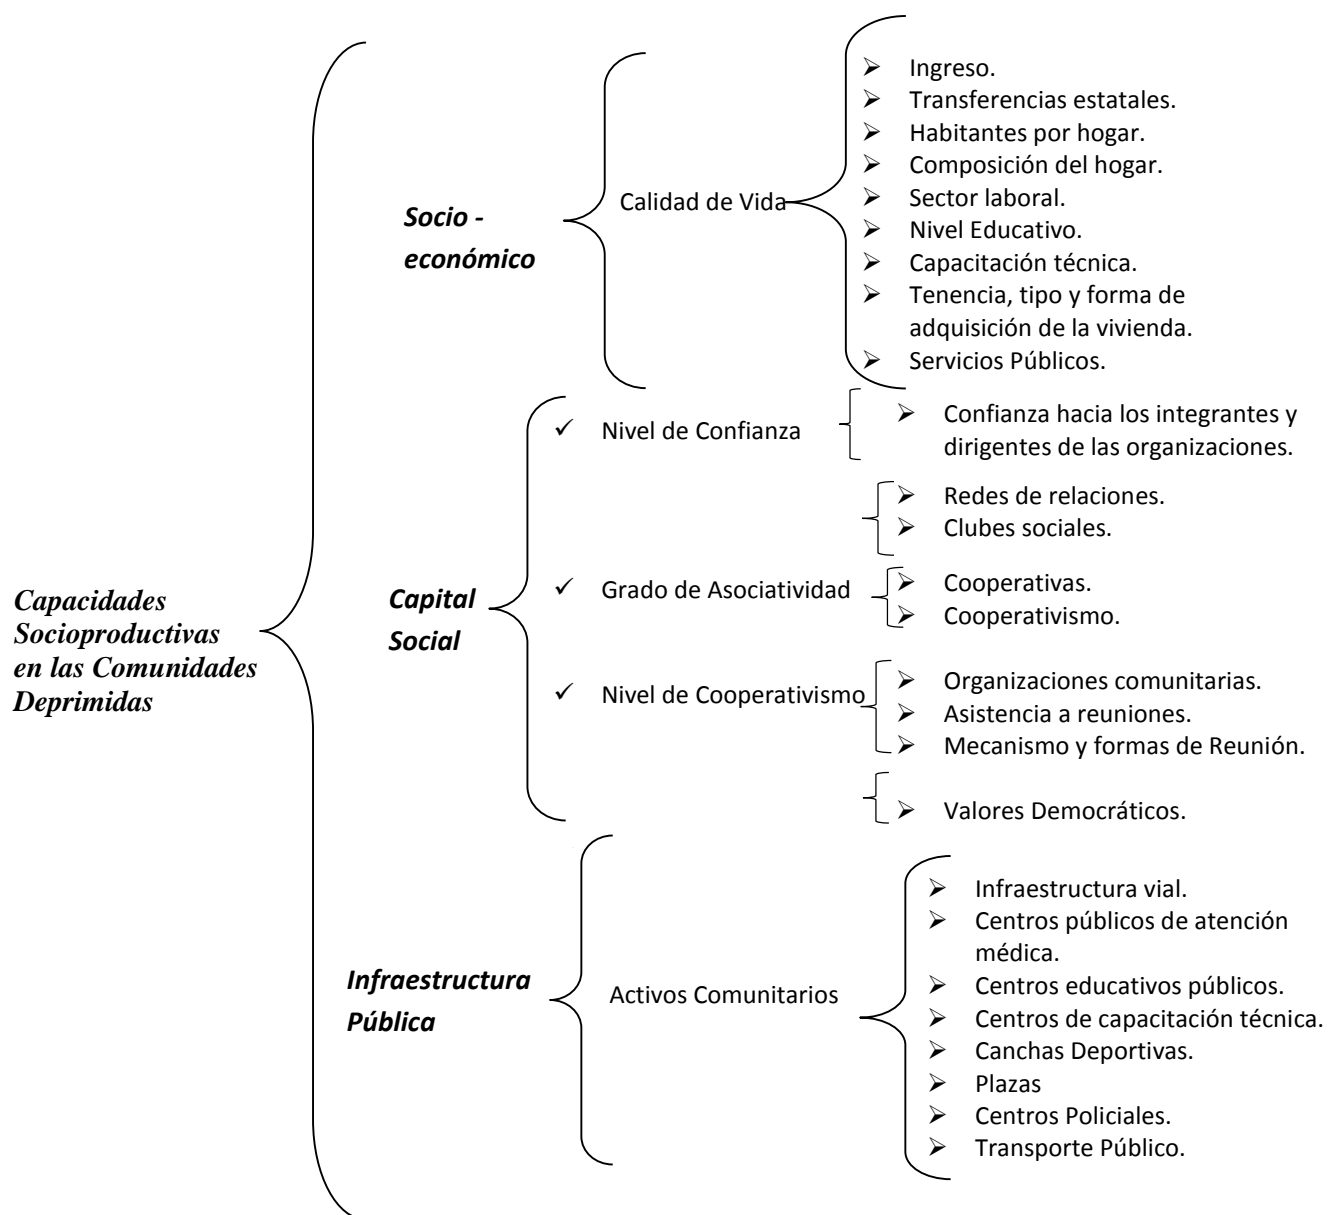 Capacidades
Socioproductivas
en las Comunidades
Deprimidas
Socio -
económico
Calidad de Vida
Ingreso.
Transferencias estatales.
Habitantes por hogar.
Composición del hogar.
Sector laboral.
Nivel Educativo.
Capacitación técnica.
Tenencia, tipo y forma de
adquisición de la vivienda.
Servicios Públicos.
Capital
Social
Nivel de Confianza
Confianza hacia los integrantes y
dirigentes de las organizaciones.
Redes de relaciones.
Clubes sociales.
Grado de Asociatividad
Cooperativas.
Cooperativismo.
Nivel de Cooperativismo
Organizaciones comunitarias.
Asistencia a reuniones.
Mecanismo y formas de Reunión.
Valores Democráticos.
Infraestructura
Pública
Activos Comunitarios
Infraestructura vial.
Centros públicos de atención
médica.
Centros educativos públicos.
Centros de capacitación técnica.
Canchas Deportivas.
Plazas
Centros Policiales.
Transporte Público.